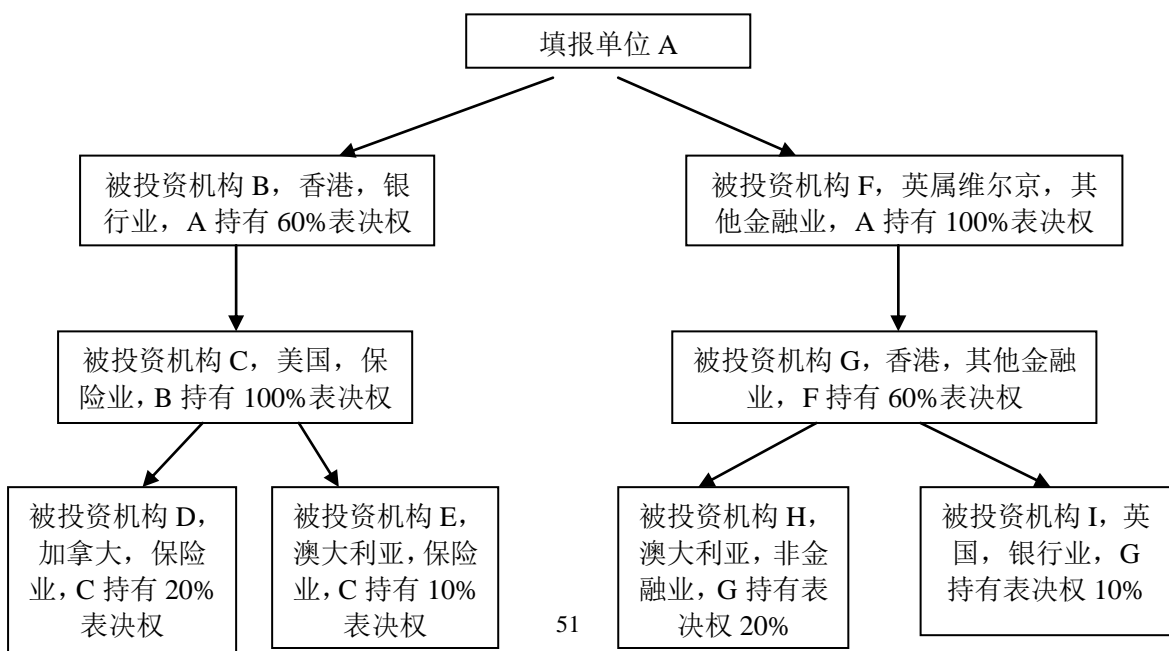 填报单位 A
被投资机构 B，香港，银
行业，A 持有 60%表决权
被投资机构 F，英属维尔京，其
他金融业，A 持有 100%表决权
被投资机构 C，美国，保
险业，B 持有 100%表决权
被投资机构 G，香港，其他金融
业，F 持有 60%表决权
被投资机构 D，
加拿大，保险
业，C 持有 20%
表决权
被投资机构 E，
澳大利亚，保险
业，C 持有 10%
表决权
被投资机构 H，
澳大利亚，非金
融业，G 持有表
决权 20%
被投资机构 I，英
国，银行业，G
持有表决权 10%
51